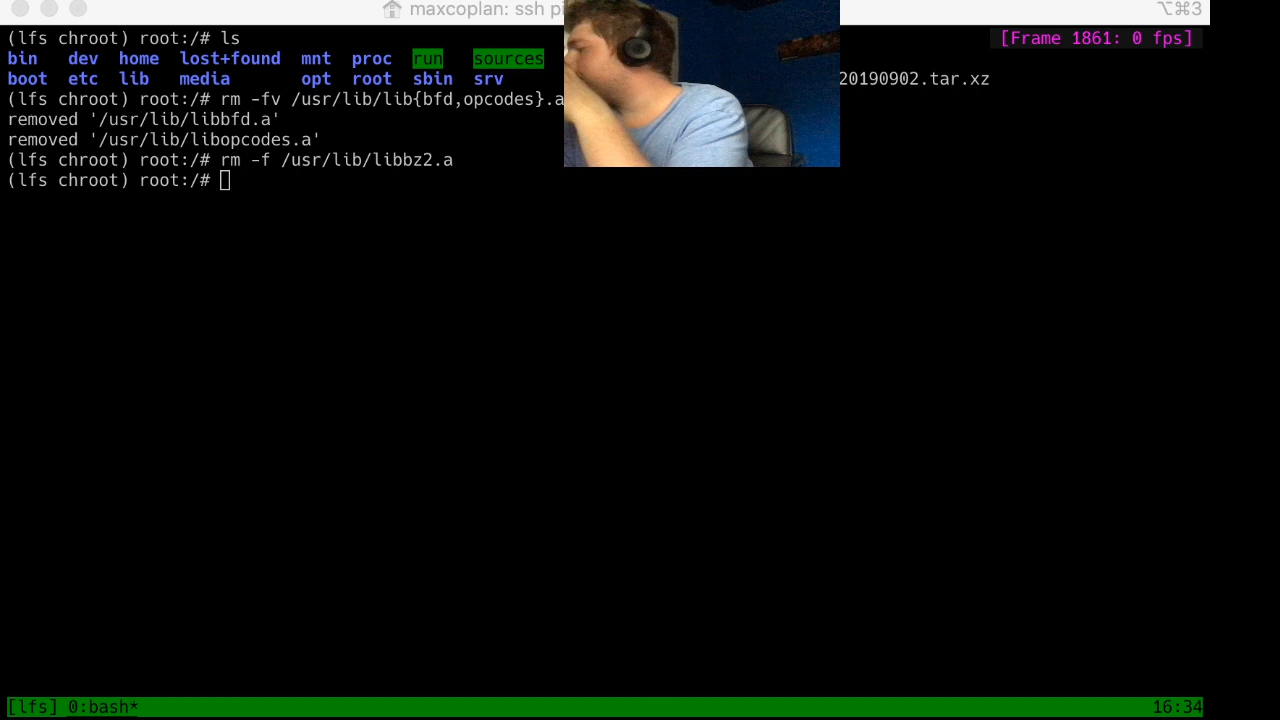 maxcoplan: ssh pi ⌥⌘3
(lfs chroot) root:/# ls [Frame 1861: 0 fps]
bin dev home lost+found mnt proc run sources
boot etc lib media opt root sbin srv 20190902.tar.xz
(lfs chroot) root:/# rm -fv /usr/lib/lib{bfd,opcodes}.a
removed '/usr/lib/libbfd.a'
removed '/usr/lib/libopcodes.a'
(lfs chroot) root:/# rm -f /usr/lib/libbz2.a
(lfs chroot) root:/#
[lfs] 0:bash* 16:34